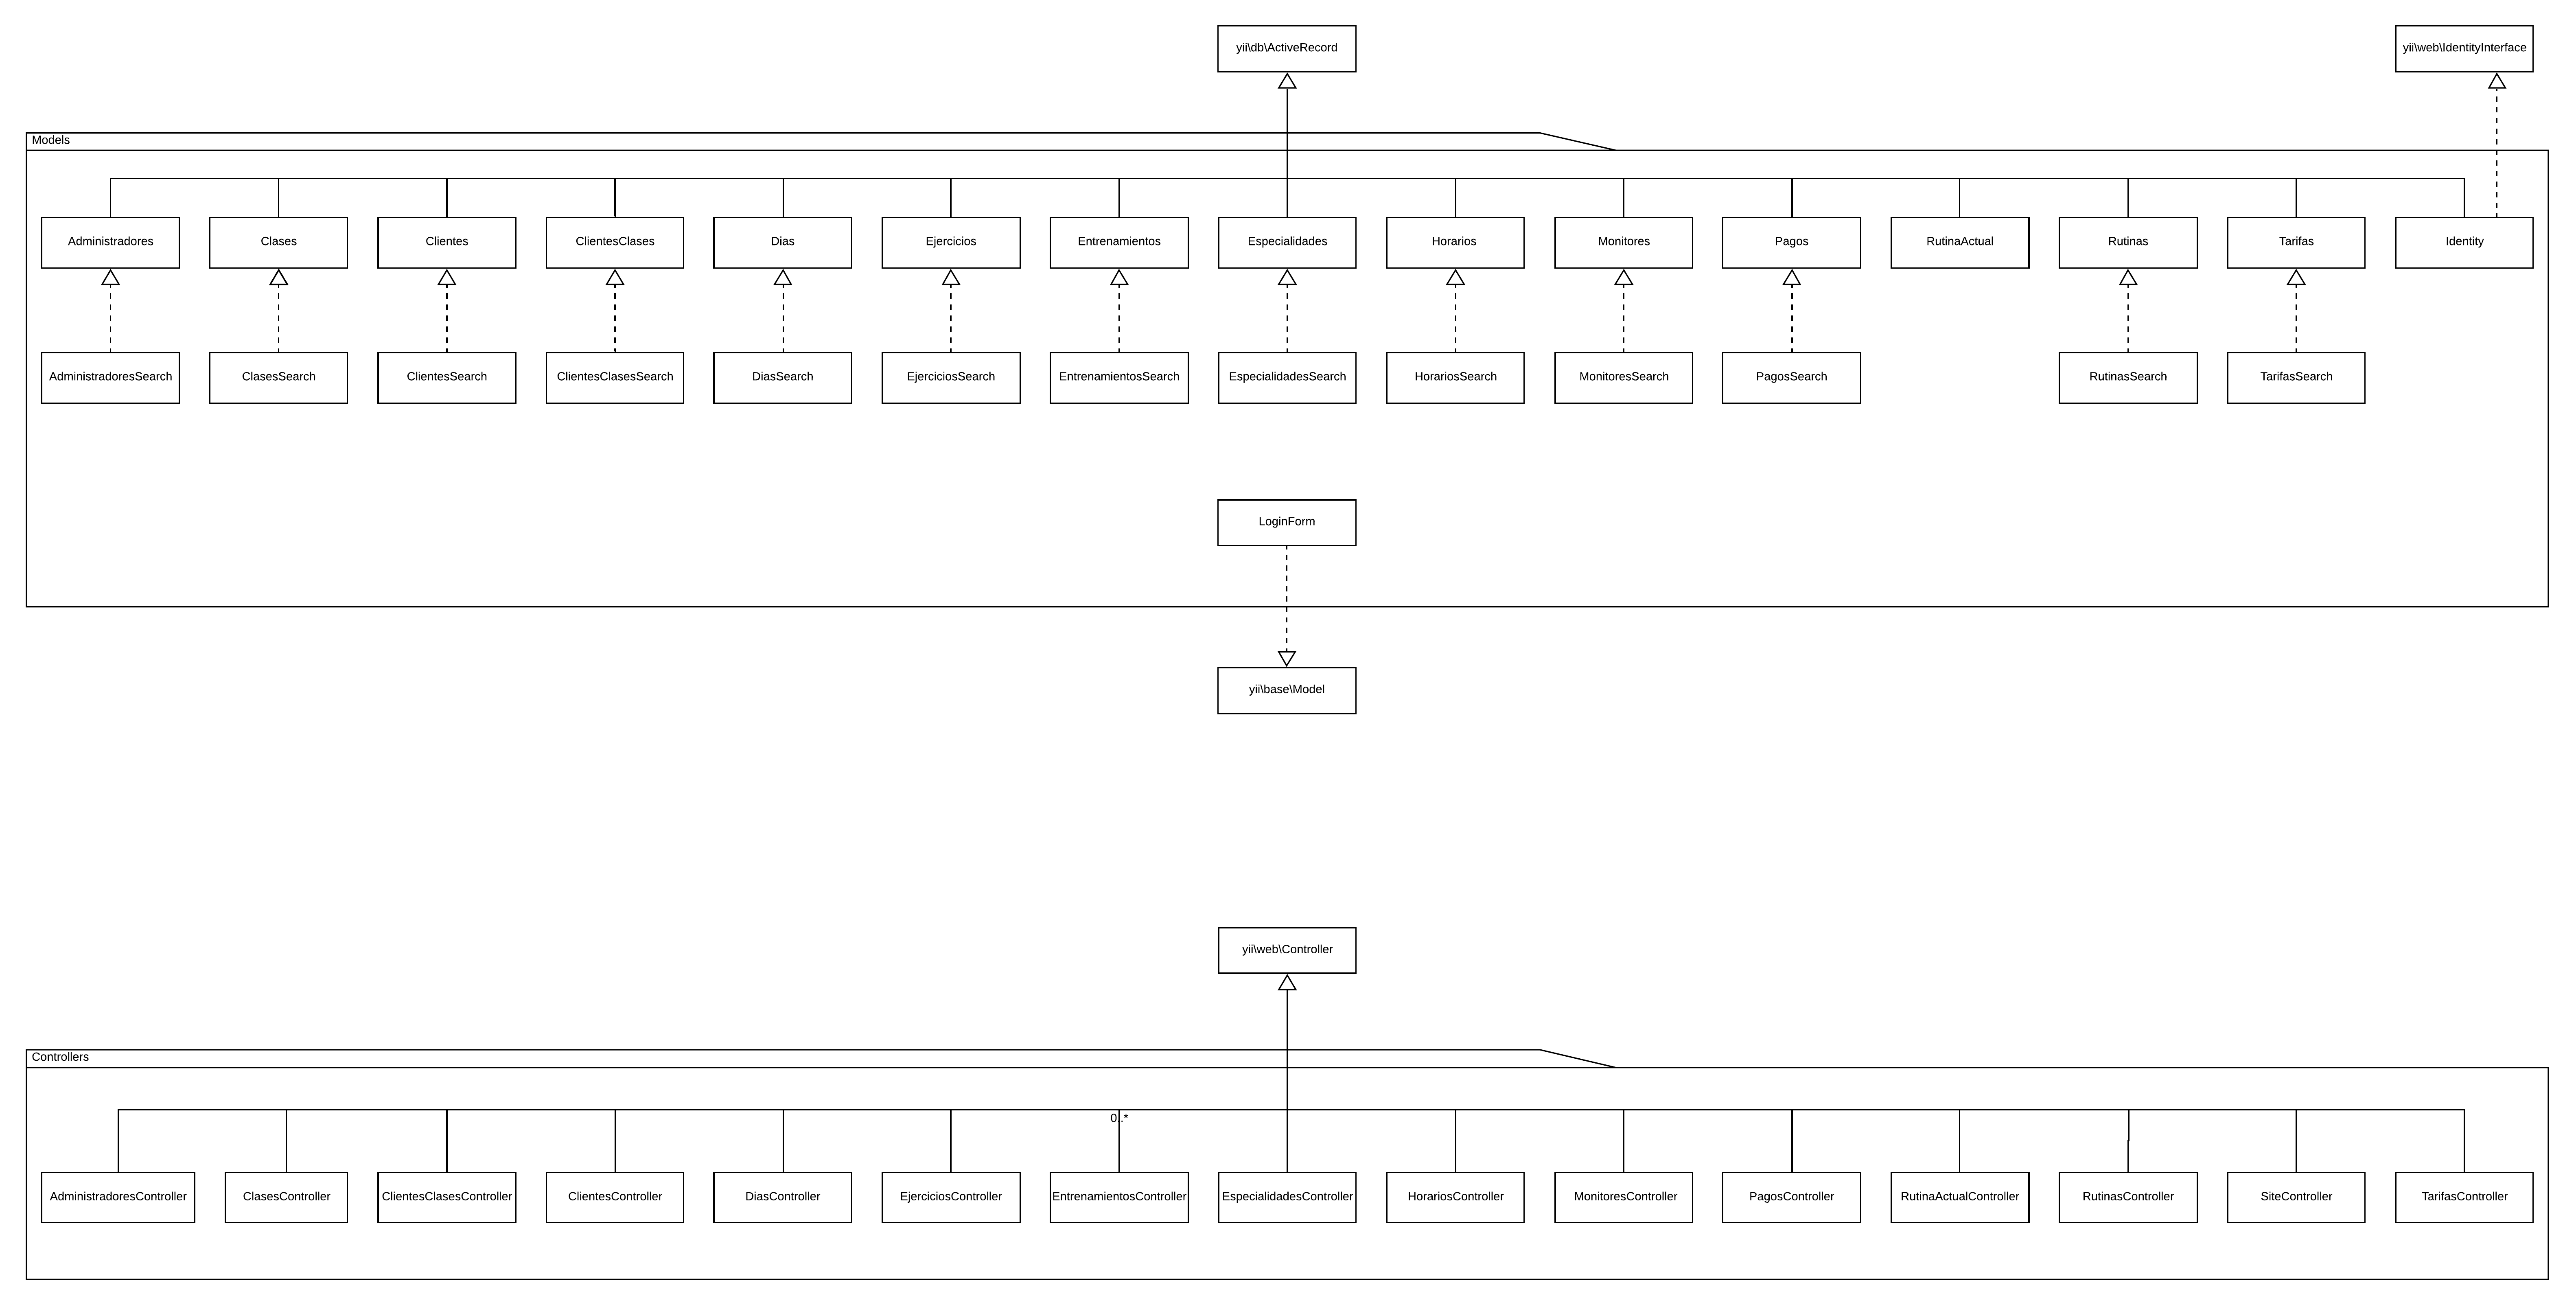 yii\db\ActiveRecord
yii\web\IdentityInterface
Models
Administradores
Clases
Clientes
ClientesClases
Dias
Ejercicios
Entrenamientos
Especialidades
Horarios
Monitores
Pagos
RutinaActual
Rutinas
Tarifas
Identity
AdministradoresSearch
ClasesSearch
ClientesSearch
ClientesClasesSearch
DiasSearch
EjerciciosSearch
EntrenamientosSearch
EspecialidadesSearch
HorariosSearch
MonitoresSearch
PagosSearch
RutinasSearch
TarifasSearch
LoginForm
yii\base\Model
yii\web\Controller
Controllers
0..*
AdministradoresController
ClasesController
ClientesClasesController
ClientesController
DiasController
EjerciciosController
EntrenamientosController
EspecialidadesController
HorariosController
MonitoresController
PagosController
RutinaActualController
RutinasController
SiteController
TarifasController